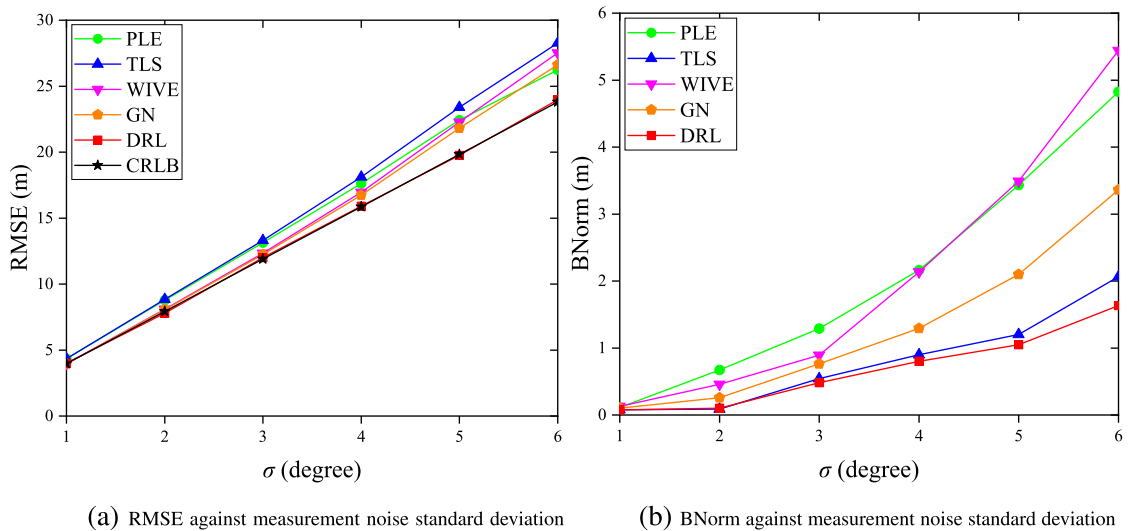 30
25
20
15
10
5
0
RMSE (m)
PLE
TLS
WIVE
GN
DRL
CRLB
1 2 3 4 5 6
σ (degree)
(a) RMSE against measurement noise standard deviation
6
5
4
3
2
1
0
BNorm (m)
PLE
TLS
WIVE
GN
DRL
1 2 3 4 5 6
σ (degree)
(b) BNorm against measurement noise standard deviation